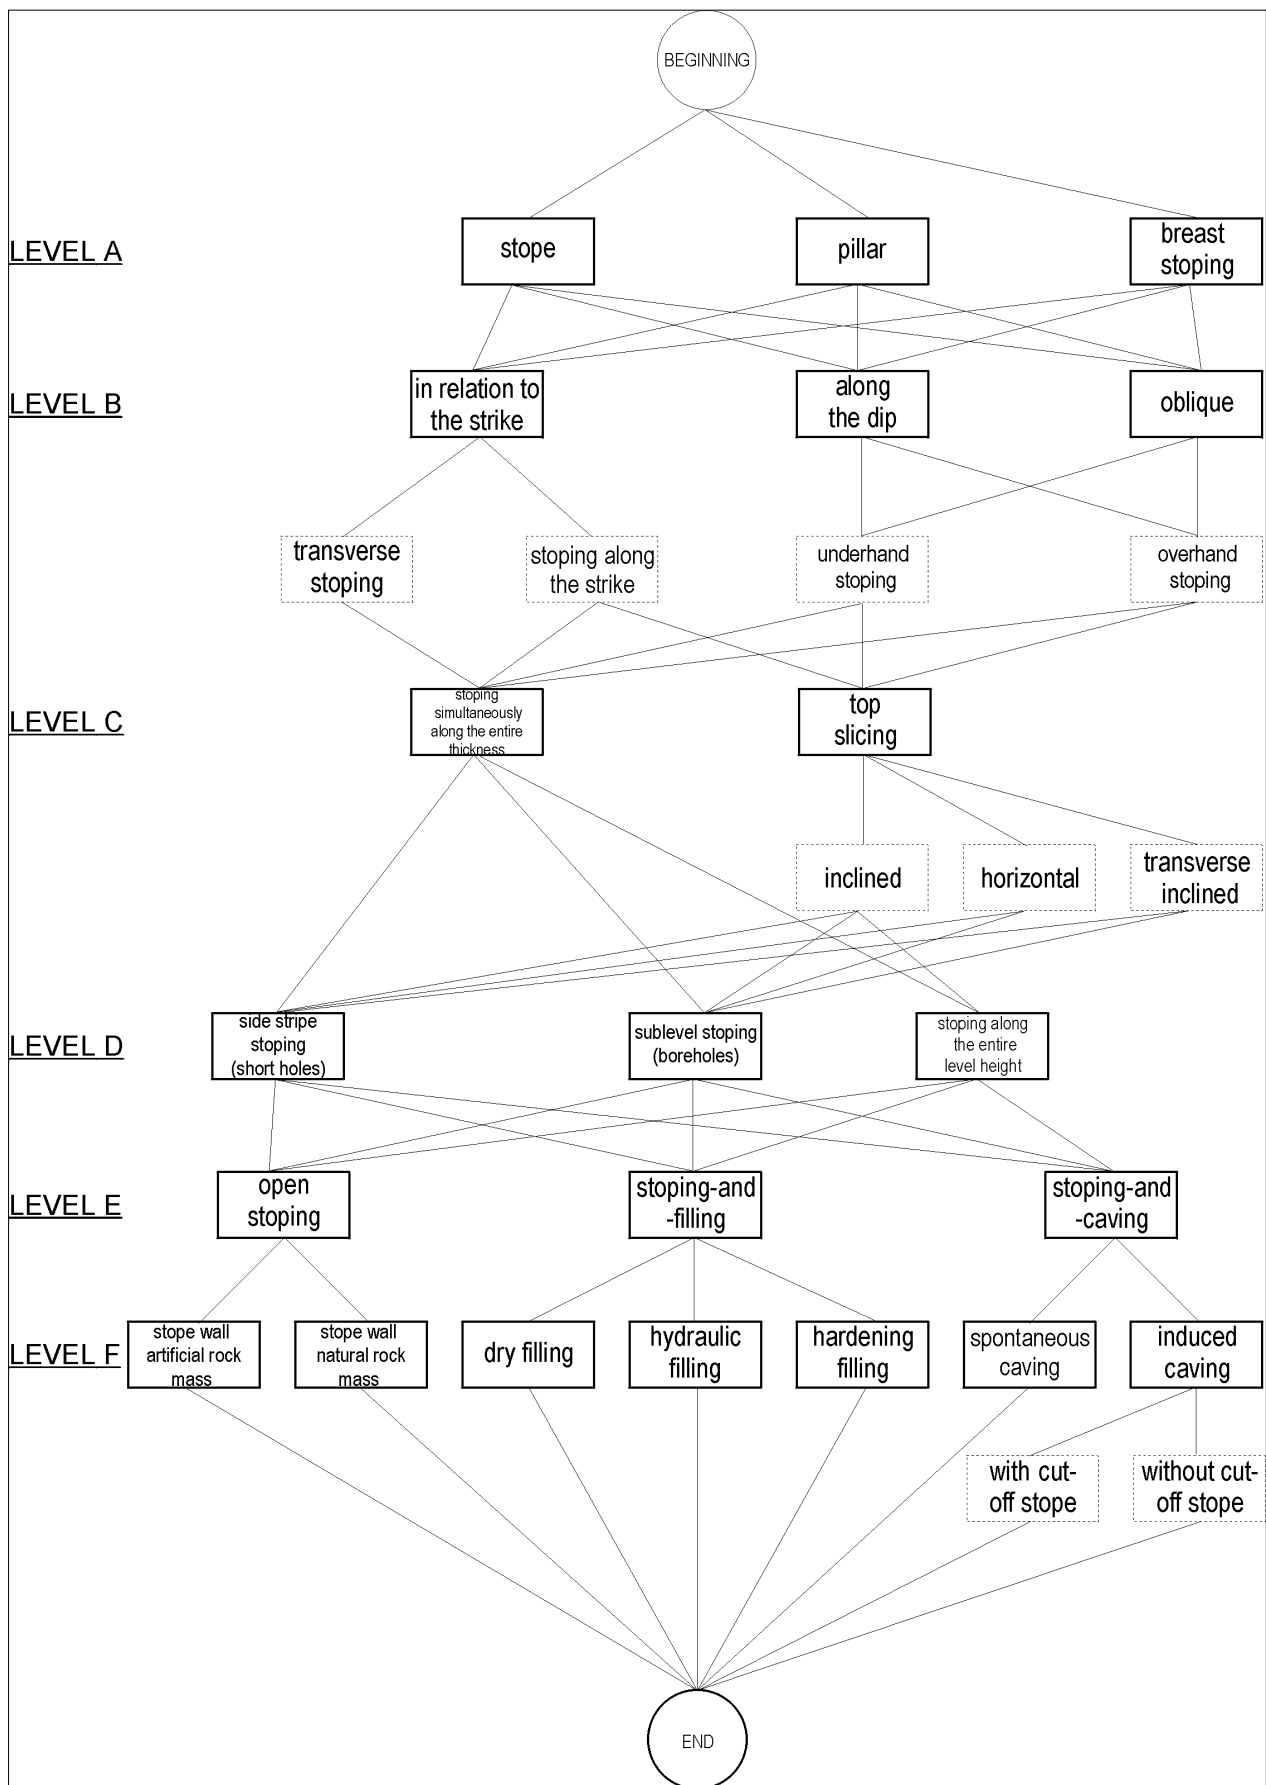 BEGINNING
LEVEL A
stope
pillar
breast
stoping
LEVEL B
in relation to
the strike
along
the dip
oblique
transverse
stoping
stoping along
the strike
underhand
stoping
overhand
stoping
LEVEL C
stoping
simultaneously
along the entire
thickness
top
slicing
inclined
horizontal
transverse
inclined
LEVEL D
side stripe
stoping
(short holes)
sublevel stoping
(boreholes)
stoping along
the entire
level height
LEVEL E
open
stoping
stoping-and
-filling
stoping-and
-caving
LEVEL F
stope wall
artificial rock
mass
stope wall
natural rock
mass
dry filling
hydraulic
filling
hardening
filling
spontaneous
caving
induced
caving
with cut-
off stope
without cut-
off stope
END